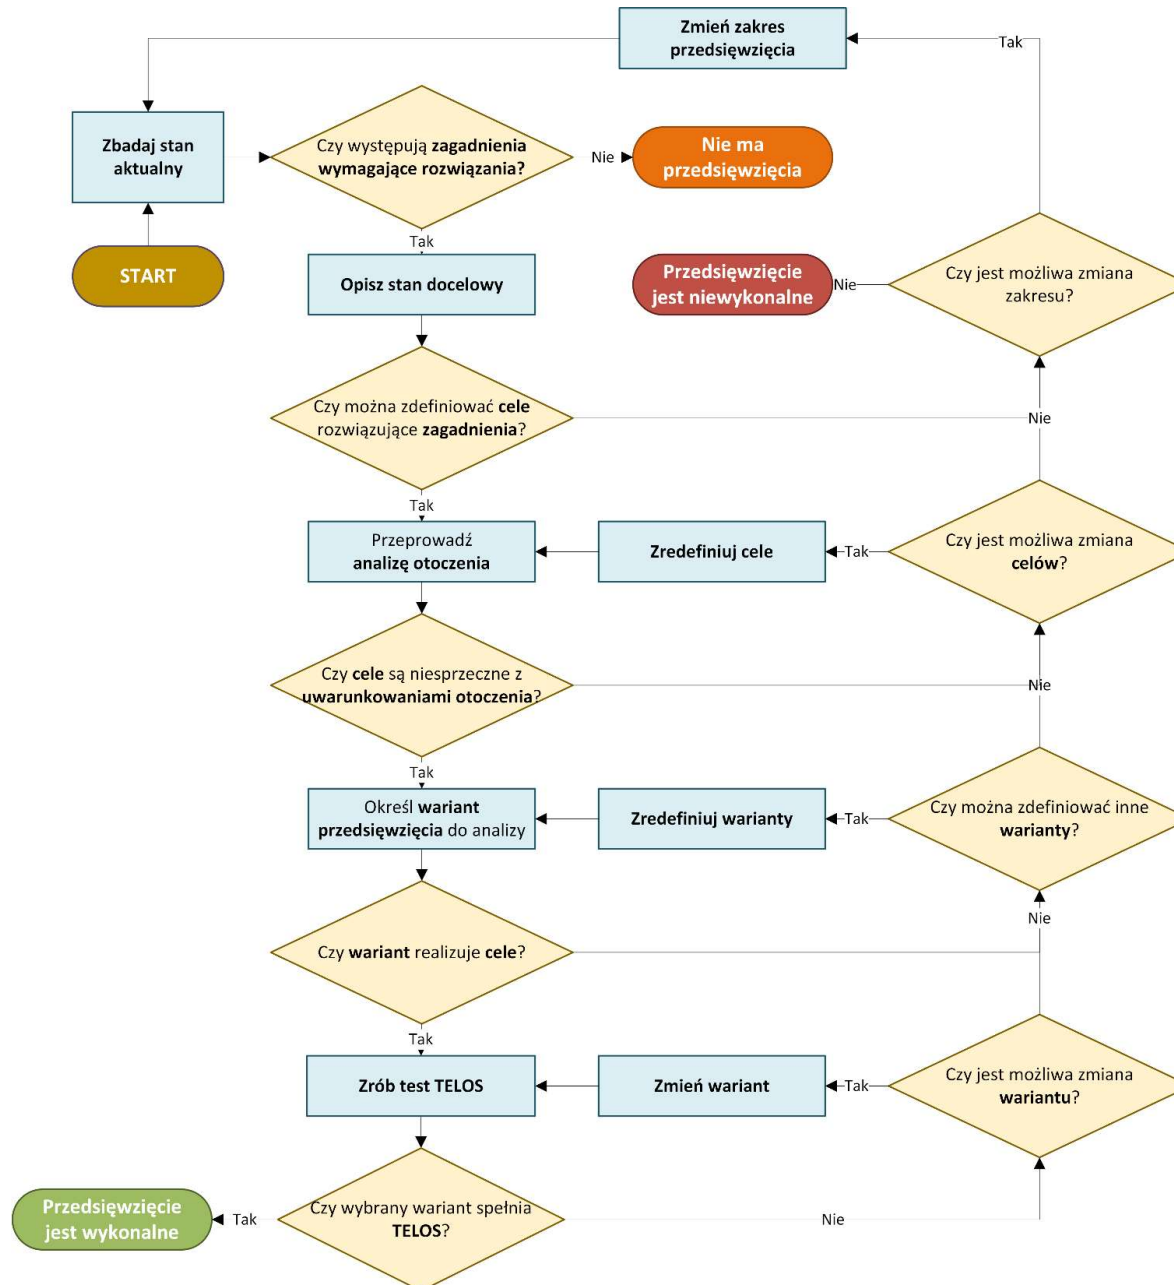 Zmień zakres
przedsięwzięcia
Tak
Zbadaj stan
aktualny
Czy występują zagadnienia
wymagające rozwiązania?
Nie
Nie ma
przedsięwzięcia
START
Tak
Opisz stan docelowy
Przedsięwzięcie
jest niewykonalne
Nie
Czy jest możliwa zmiana
zakresu?
Czy można zdefiniować cele
rozwiązujące zagadnienia?
Nie
Tak
Przeprowadź
analizę otoczenia
Zredefiniuj cele
Tak
Czy jest możliwa zmiana
celów?
Czy cele są niesprzeczne z
uwarunkowaniami otoczenia?
Nie
Tak
Określ wariant
przedsięwzięcia do analizy
Zredefiniuj warianty
Tak
Czy można zdefiniować inne
warianty?
Nie
Czy wariant realizuje cele?
Tak
Zrób test TELOS
Zmień wariant
Tak
Czy jest możliwa zmiana
wariantu?
Przedsięwzięcie
jest wykonalne
Tak
Czy wybrany wariant spełnia
TELOS?
Nie